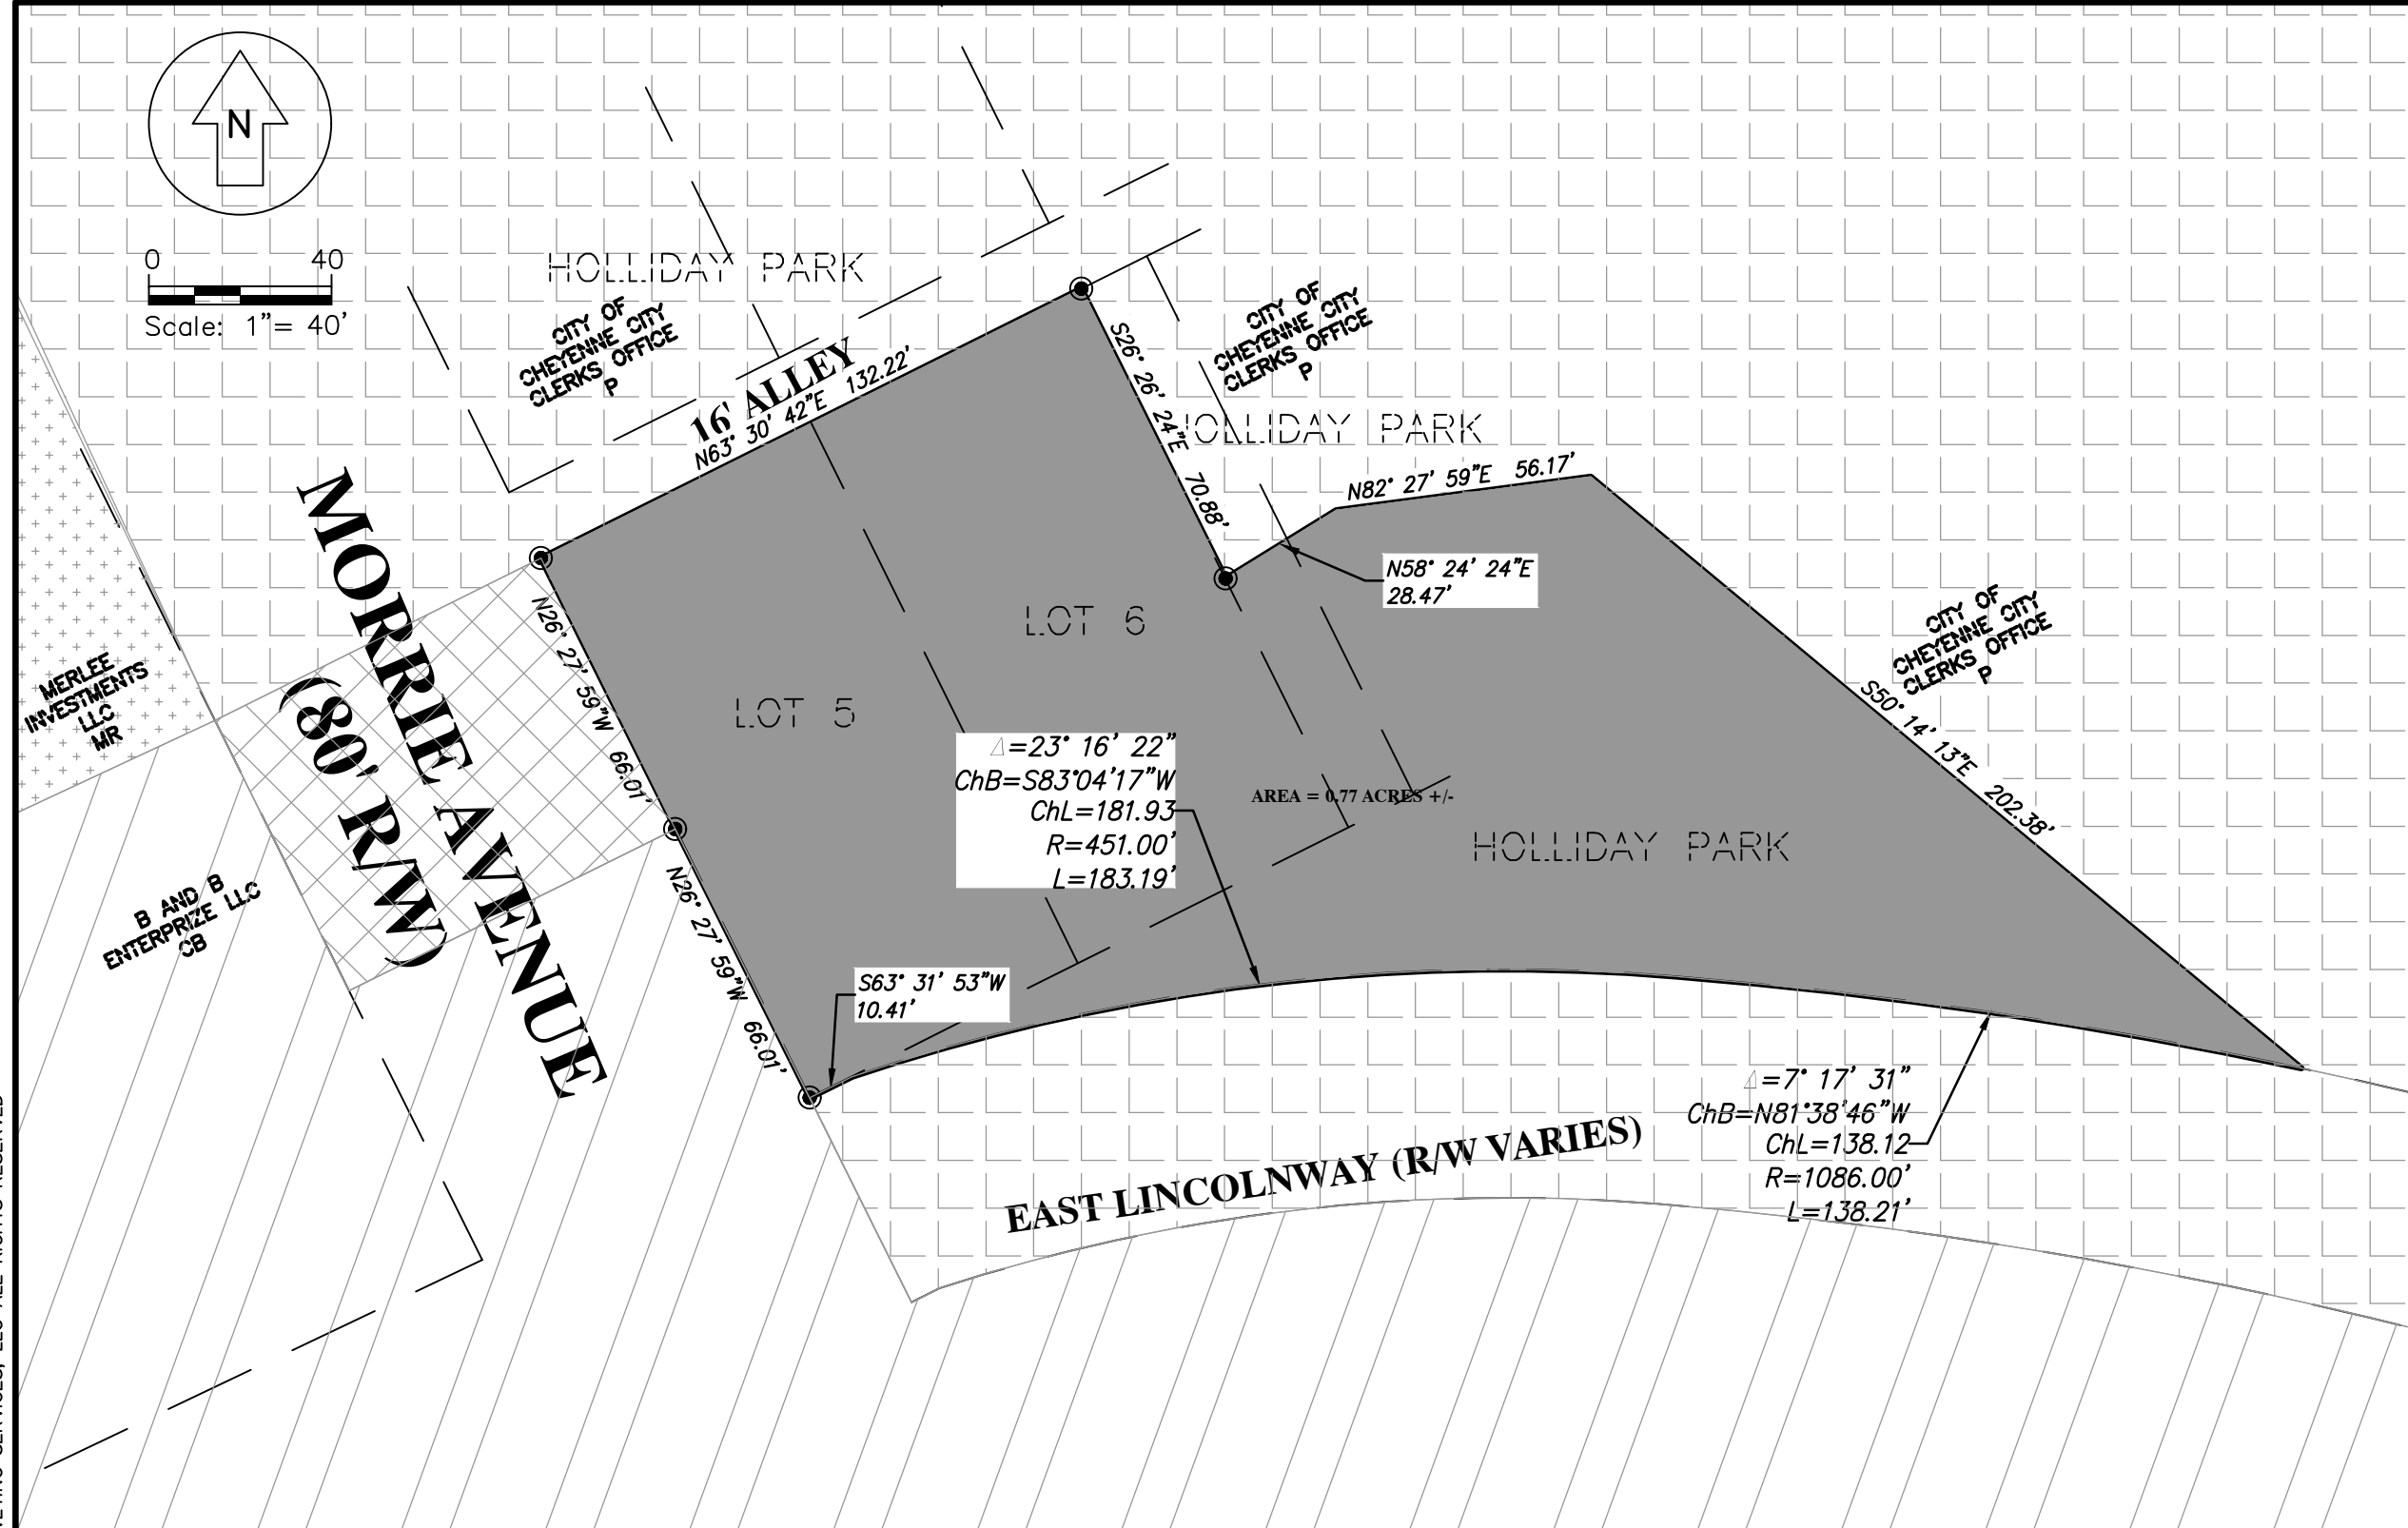 N
0 40
Scale: 1"= 40'
HOLLIDAY PARK
CITY OF
CHEYENNE CITY
CLERKS OFFICE
P
16' ALLEY
N63° 30' 42"E 132.22'
CITY OF
CHEYENNE CITY
CLERKS OFFICE
P
S26° 26' 24"E 70.88'
HOLLIDAY PARK
N82° 27' 59"E 56.17'
N58° 24' 24"E
28.47'
MORRIE AVENUE
(80' R/W)
N26° 27' 59"W 66.01'
LOT 6
LOT 5
CITY OF
CHEYENNE CITY
CLERKS OFFICE
P
S50° 14' 13"E 202.38'
MERLEE
INVESTMENTS
LLC
MR
Δ=23° 16' 22"
ChB=S83°04'17"W
ChL=181.93
R=451.00'
L=183.19'
AREA = 0.77 ACRES +/-
HOLLIDAY PARK
B AND B
ENTERPRIZE LLC
CB
N26° 27' 59"W 66.01'
S63° 31' 53"W
10.41'
Δ=7° 17' 31"
ChB=N81°38'46"W
ChL=138.12
R=1086.00'
L=138.21'
EAST LINCOLNWAY (R/W VARIES)
SERVICES, LLC ALL RIGHTS RESERVED